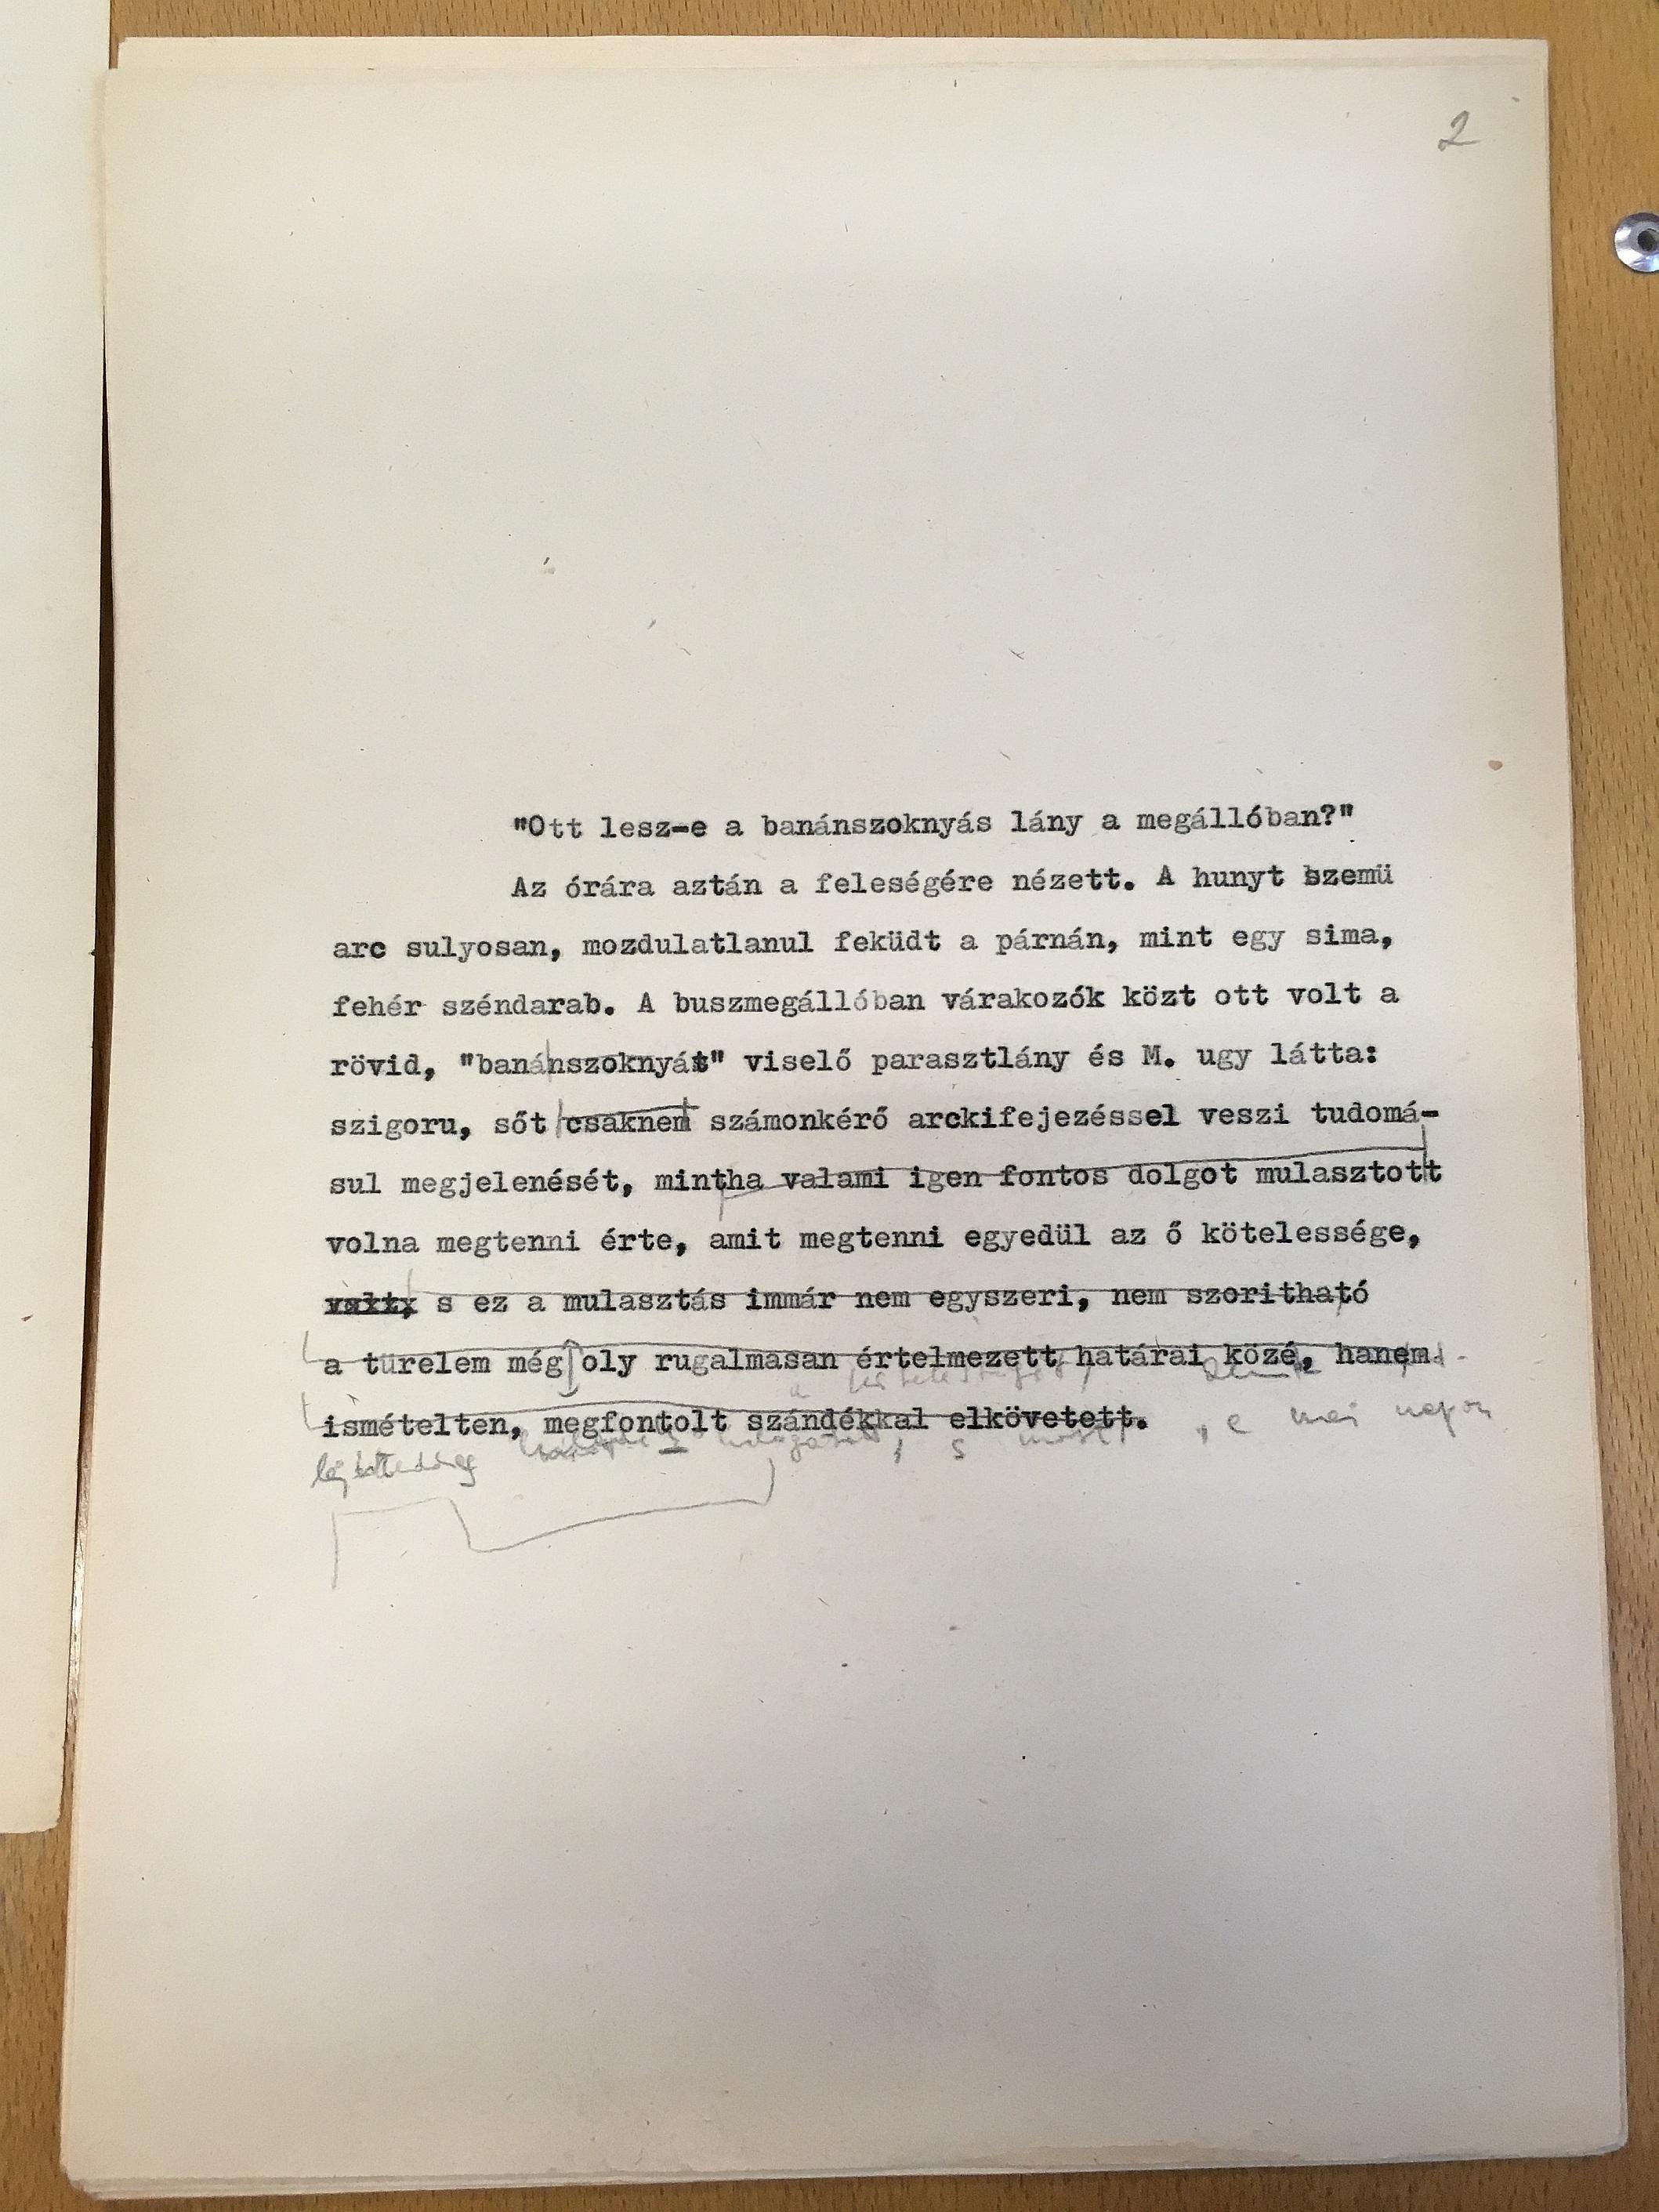 2
"Ott lesz-e a banánszoknyás lány a megállóban?"
Az órára aztán a feleségére nézett. A hunyt szemü
arc sulyosan, mozdulatlanul feküdt a párnán, mint egy sima,
fehér széndarab. A buszmegállóban várakozók közt ott volt a
rövid, "banánszoknyát" viselő parasztlány és M. ugy látta:
szigoru, sőt csaknem számonkérő arckifejezéssel veszi tudomá-
sul megjelenését, mintha valami igen fontos dolgot mulasztott
volna megtenni érte, amit megtenni egyedül az ő kötelessége,
s ez a mulasztás immár nem egyszeri, nem szoritható
a türelem még oly rugalmasan értelmezett határai közé, hanem
ismételten, megfontolt szándékkal elkövetett.
, s most , e mai napon